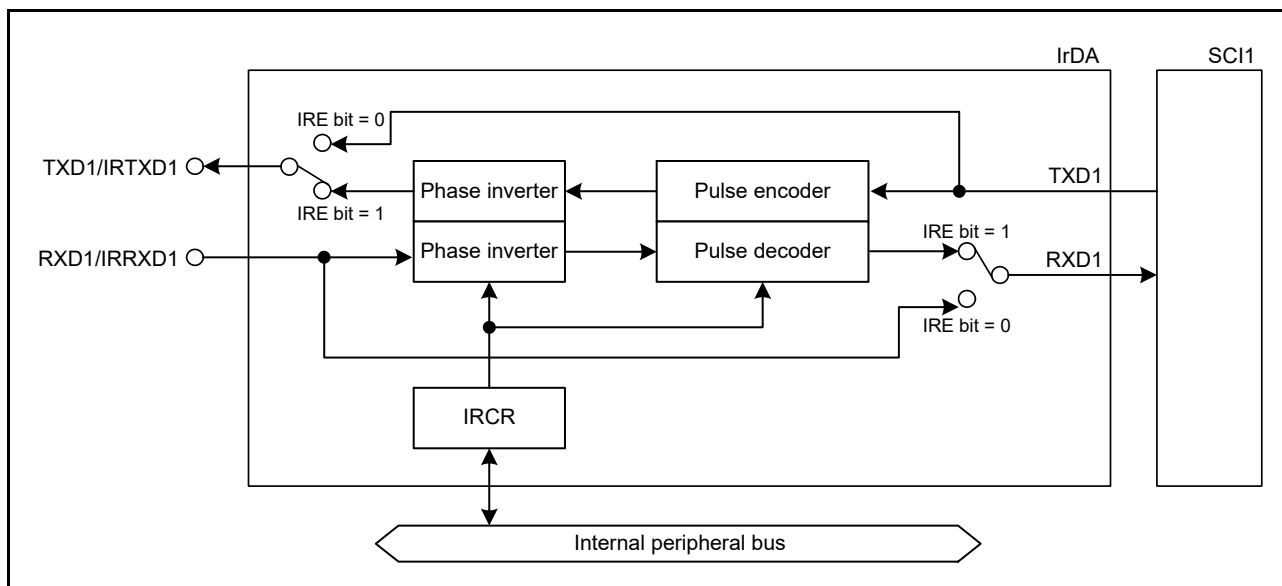 IrDA
SCI1
IRE bit = 0
TXD1/IRTXD1
Phase inverter
Pulse encoder
TXD1
IRE bit = 1
RXD1/IRRXD1
Phase inverter
Pulse decoder
IRE bit = 1
RXD1
IRE bit = 0
IRCR
Internal peripheral bus